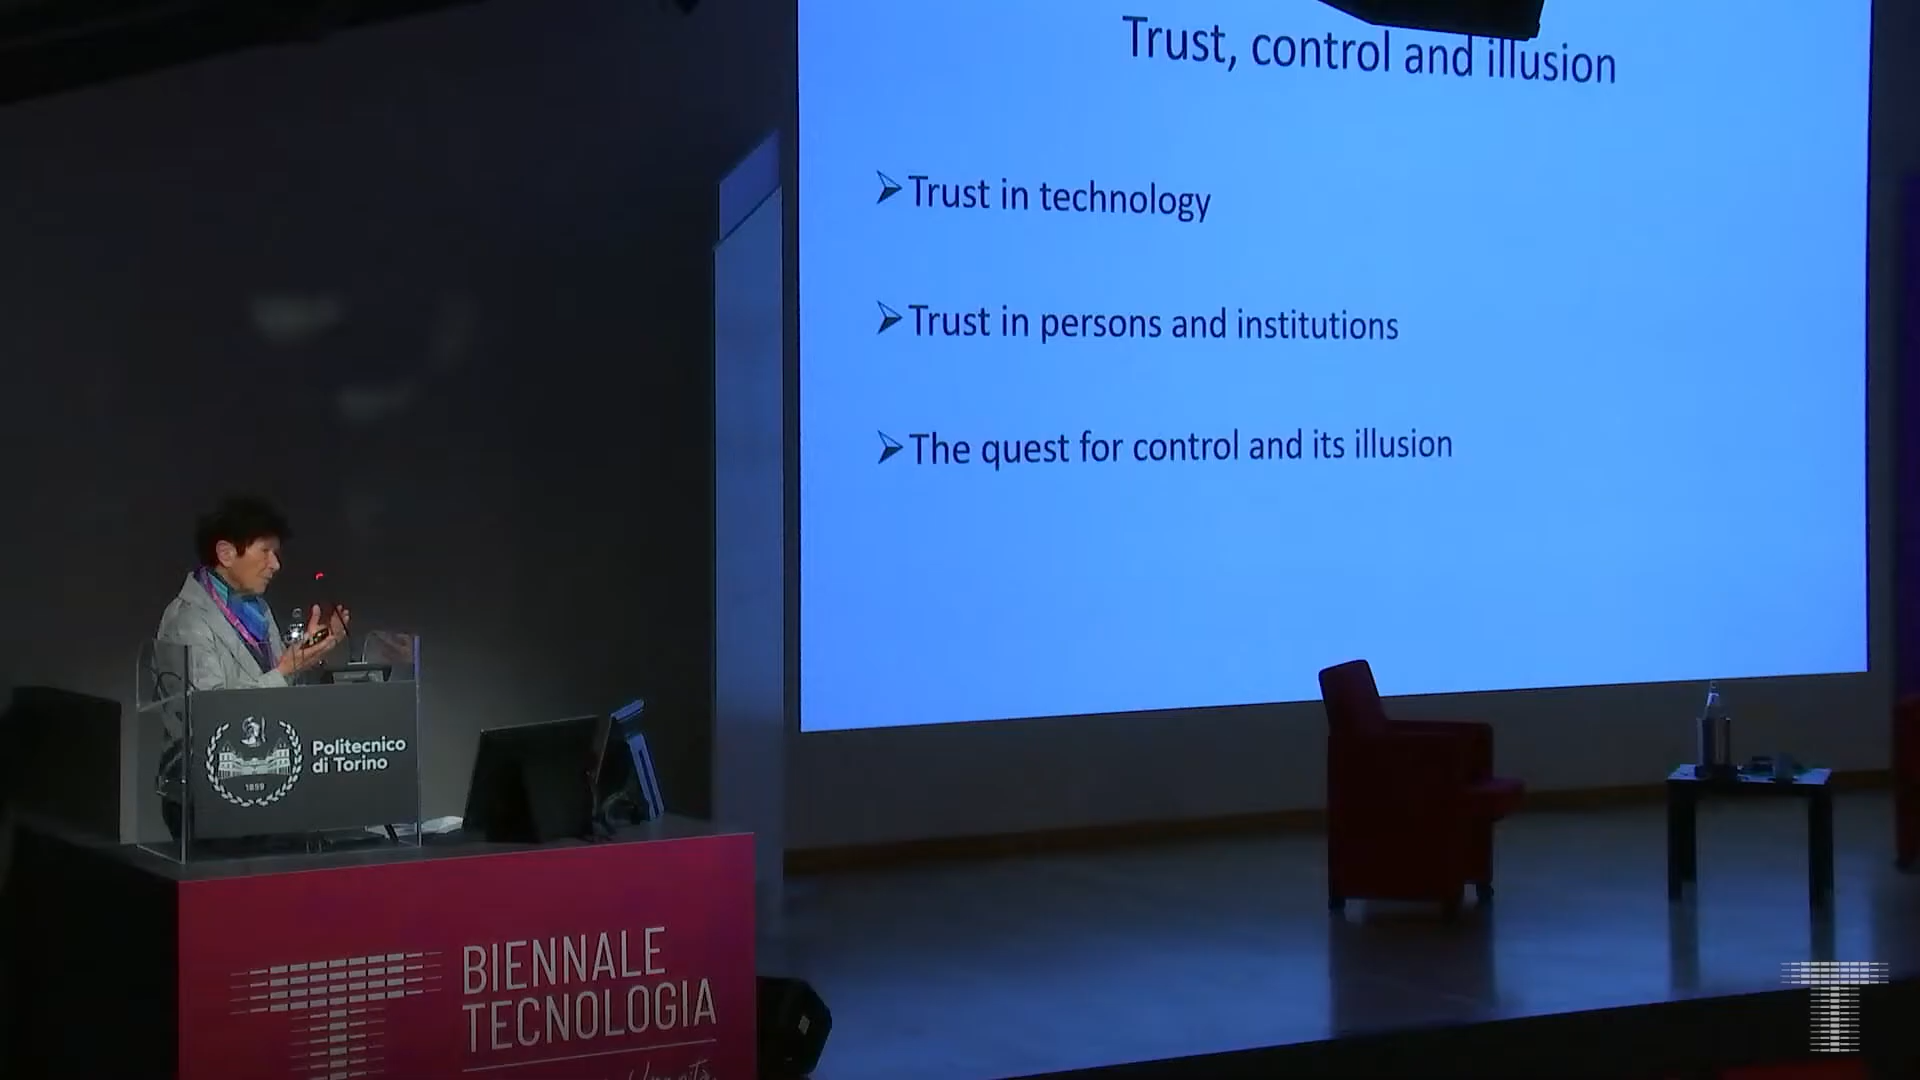 Trust, control and illusion
➢Trust in technology
➢Trust in persons and institutions
➢The quest for control and its illusion
Politecnico
di Torino
1859
BIENNALE
TECNOLOGIA